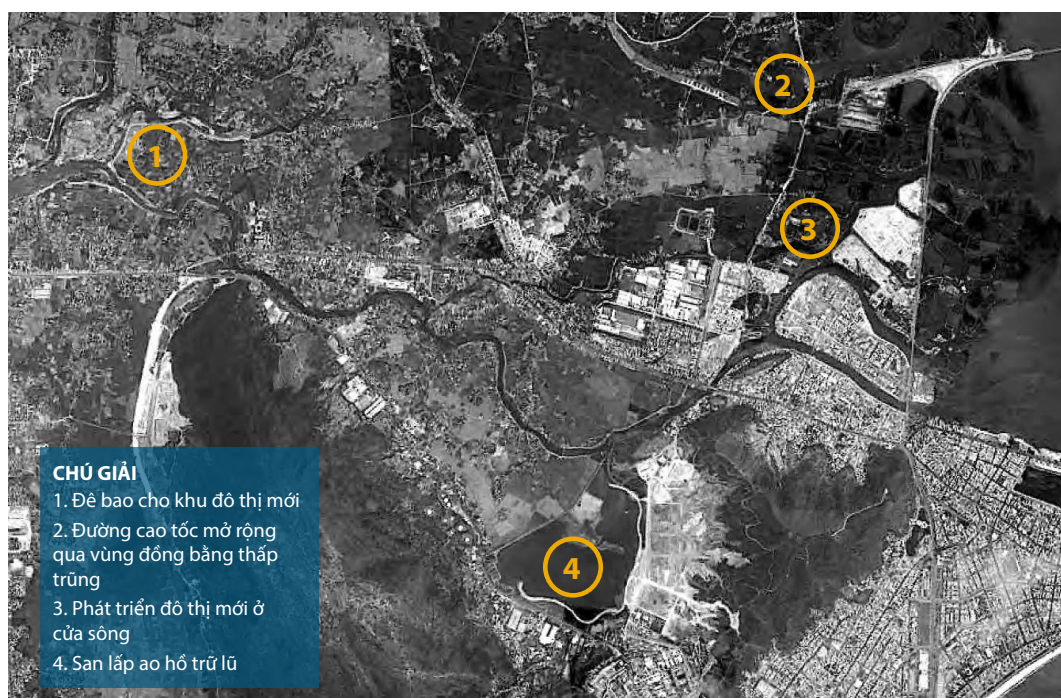 1
2
3
4
CHÚ GIẢI
1. Đê bao cho khu đô thị mới
2. Đường cao tốc mở rộng
qua vùng đồng bằng thấp
trũng
3. Phát triển đô thị mới ở
cửa sông
4. San lấp ao hồ trữ lũ